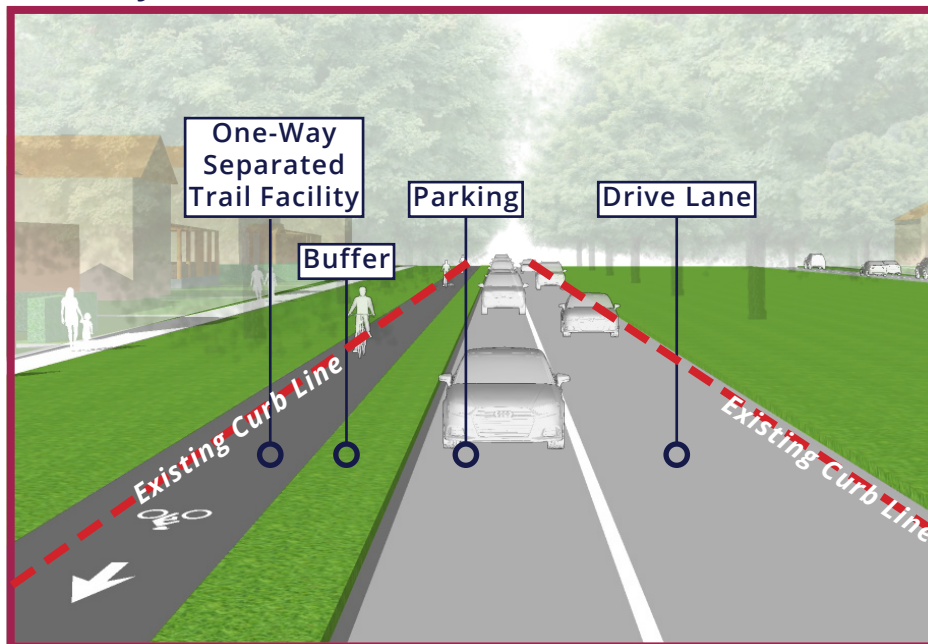 One-Way
Separated
Trail Facility
Parking
Drive Lane
Buffer
Existing Curb Line
Existing Curb Line